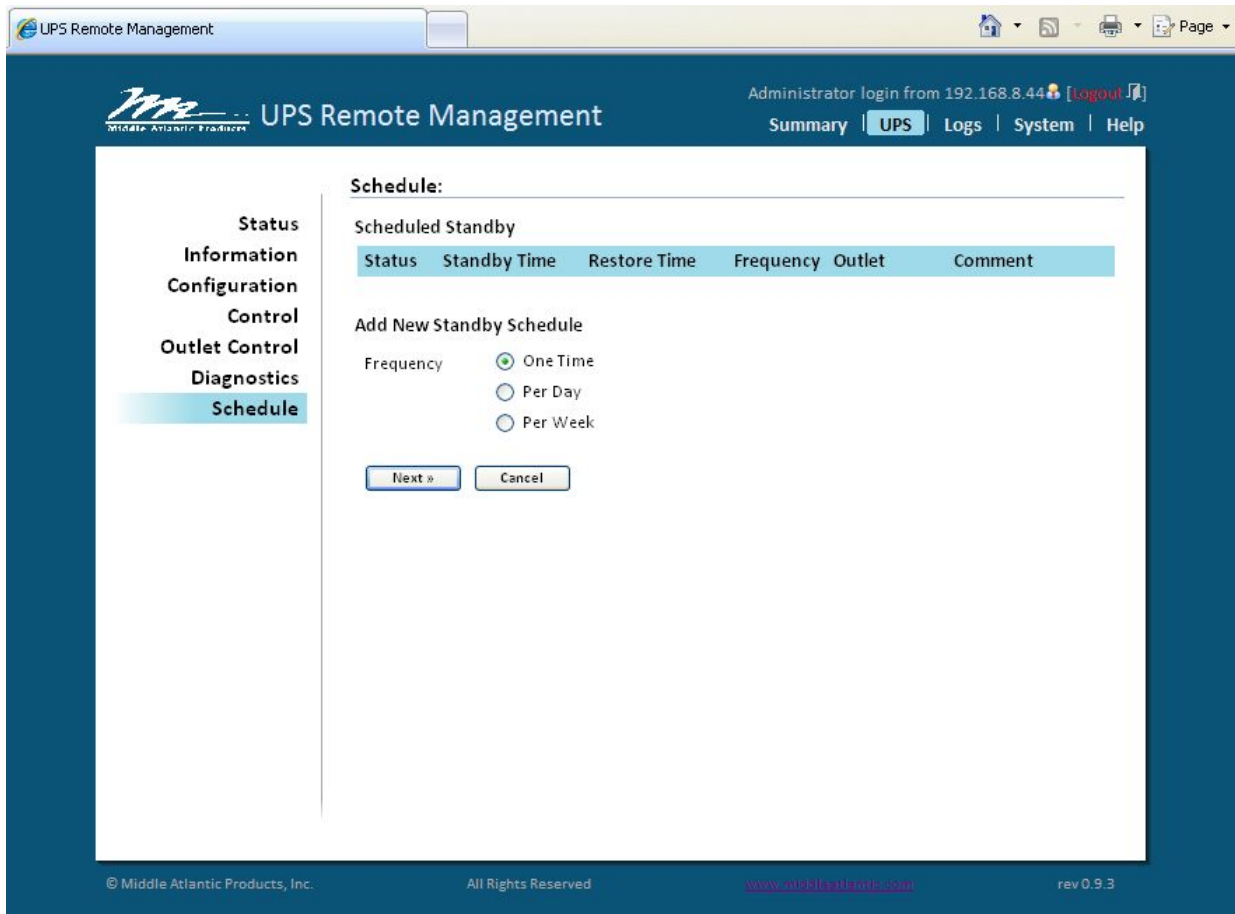 UPS Remote Management
Page
Middle Atlantic Products
UPS Remote Management
Administrator login from 192.168.8.44 [Logout]
Summary | UPS | Logs | System | Help
Status
Information
Configuration
Control
Outlet Control
Diagnostics
Schedule
Schedule:
Scheduled Standby
Status Standby Time Restore Time Frequency Outlet Comment
Add New Standby Schedule
Frequency
One Time
Per Day
Per Week
Next » Cancel
© Middle Atlantic Products, Inc. All Rights Reserved www.middleatlantic.com rev 0.9.3